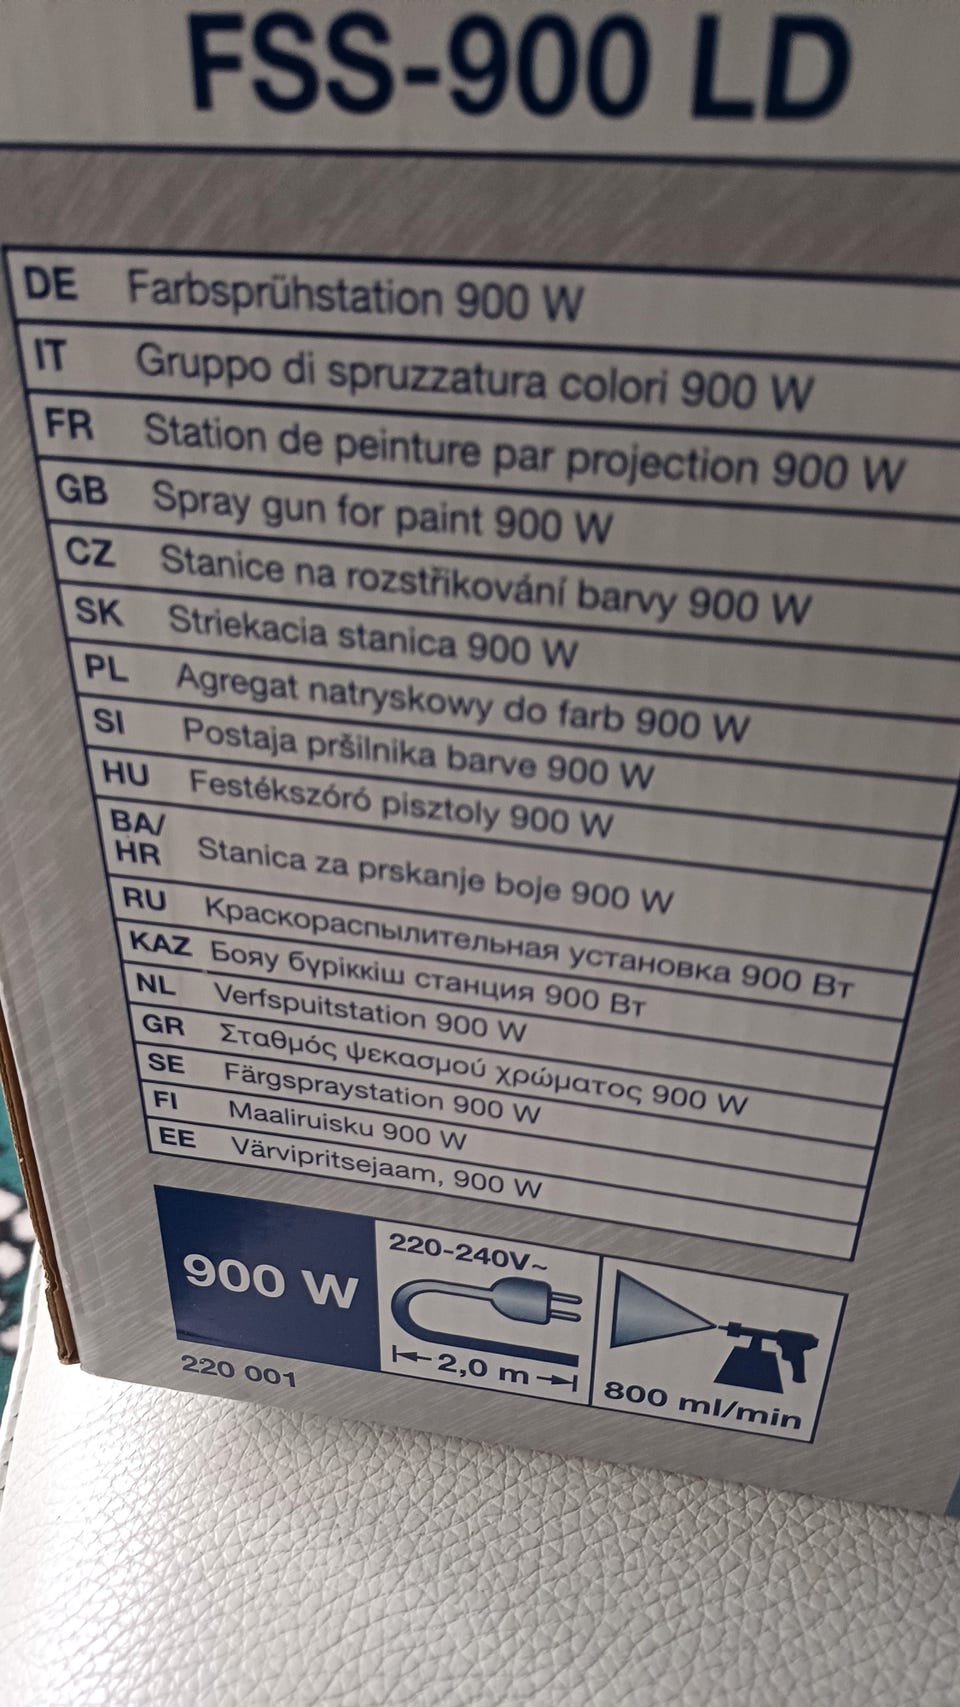 FSS-900 LD
DE Farbsprühstation 900 W
IT Gruppo di spruzzatura colori 900 W
FR Station de peinture par projection 900 W
GB Spray gun for paint 900 W
CZ Stanice na rozstřikování barvy 900 W
SK Striekacia stanica 900 W
PL Agregat natryskowy do farb 900 W
SI Postaja pršilnika barve 900 W
HU Festékszóró pisztoly 900 W
BA/
HR Stanica za prskanje boje 900 W
RU Краскораспылительная установка 900 Вт
KAZ Бояу бүріккіш станция 900 Вт
NL Verfspuitstation 900 W
GR Σταθμός ψεκασμού χρώματος 900 W
SE Färgspraystation 900 W
FI Maaliruisku 900 W
EE Värvipritsejaam, 900 W
900 W
220-240V~
2,0 m
800 ml/min
220 001